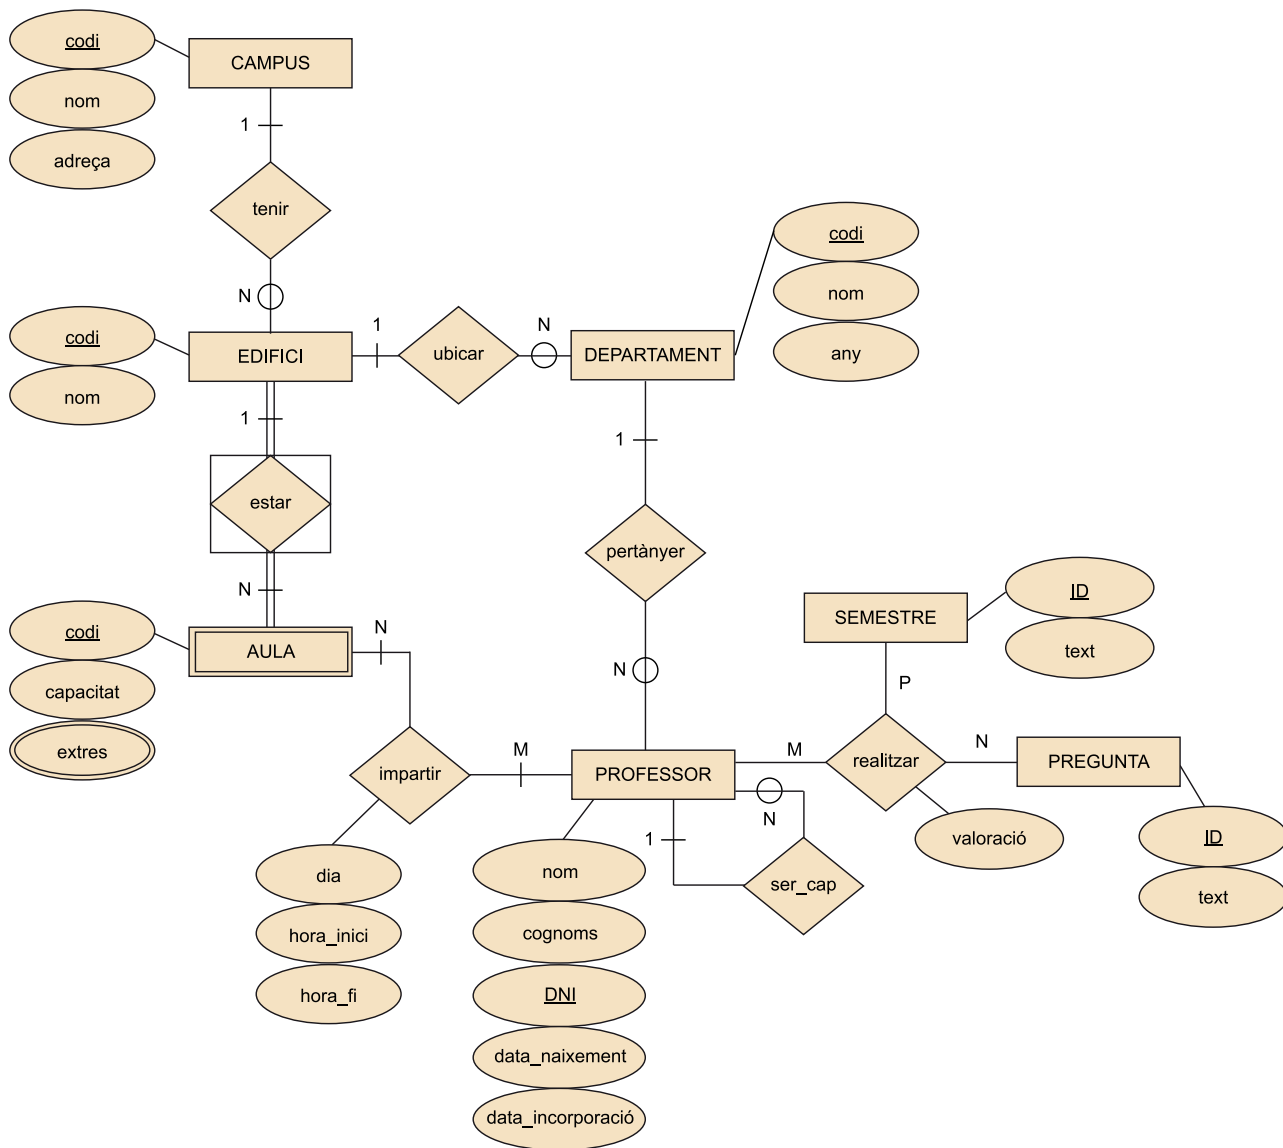 codi
CAMPUS
nom
1
adreça
tenir
codi
nom
any
N
codi
EDIFICI
1
ubicar
N
DEPARTAMENT
nom
1
1
estar
pertànyer
N
codi
AULA
N
capacitat
extres
N
SEMESTRE
ID
text
P
impartir
M
PROFESSOR
M
realitzar
N
PREGUNTA
N
1
ser_cap
valoració
ID
text
dia
hora_inici
hora_fi
nom
cognoms
DNI
data_naixement
data_incorporació